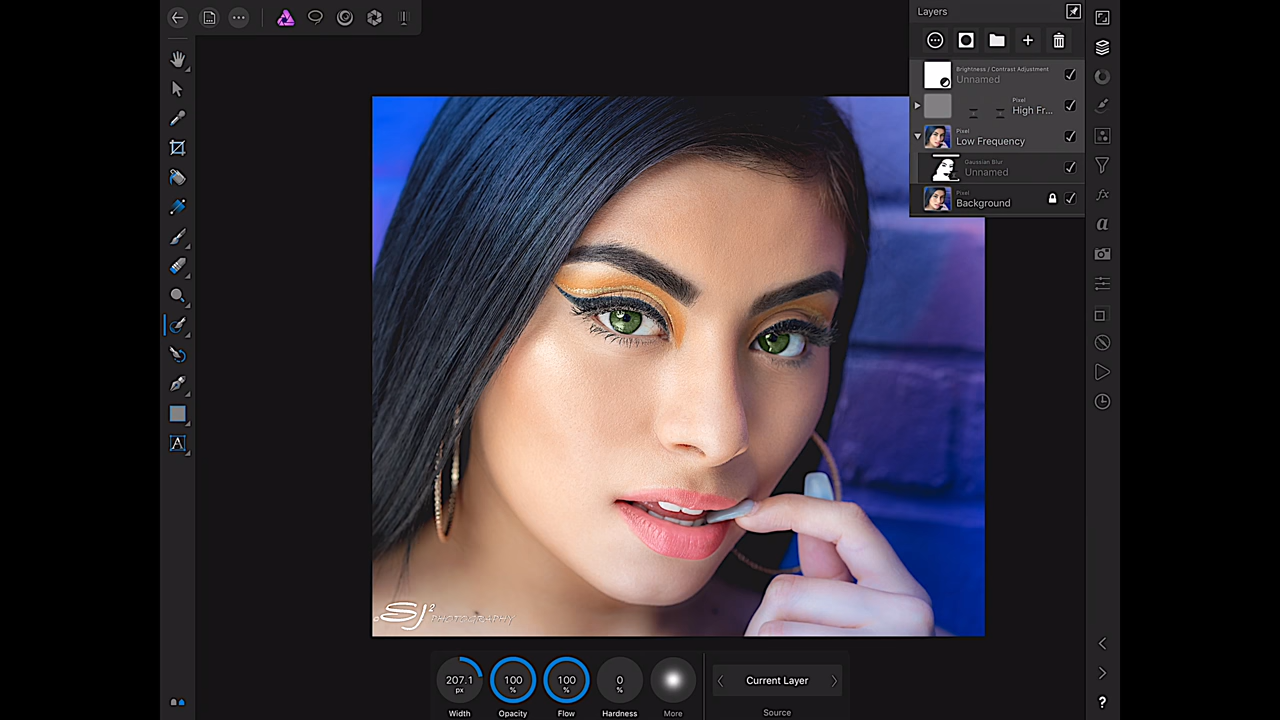 Layers
Brightness / Contrast Adjustment
Unnamed
Pixel
High Fr...
Pixel
Low Frequency
Gaussian Blur
Unnamed
Pixel
Background
A
SJ2 PHOTOGRAPHY
207.1
px
100
%
100
%
0
%
Current Layer
Width
Opacity
Flow
Hardness
More
Source
fx
a
?